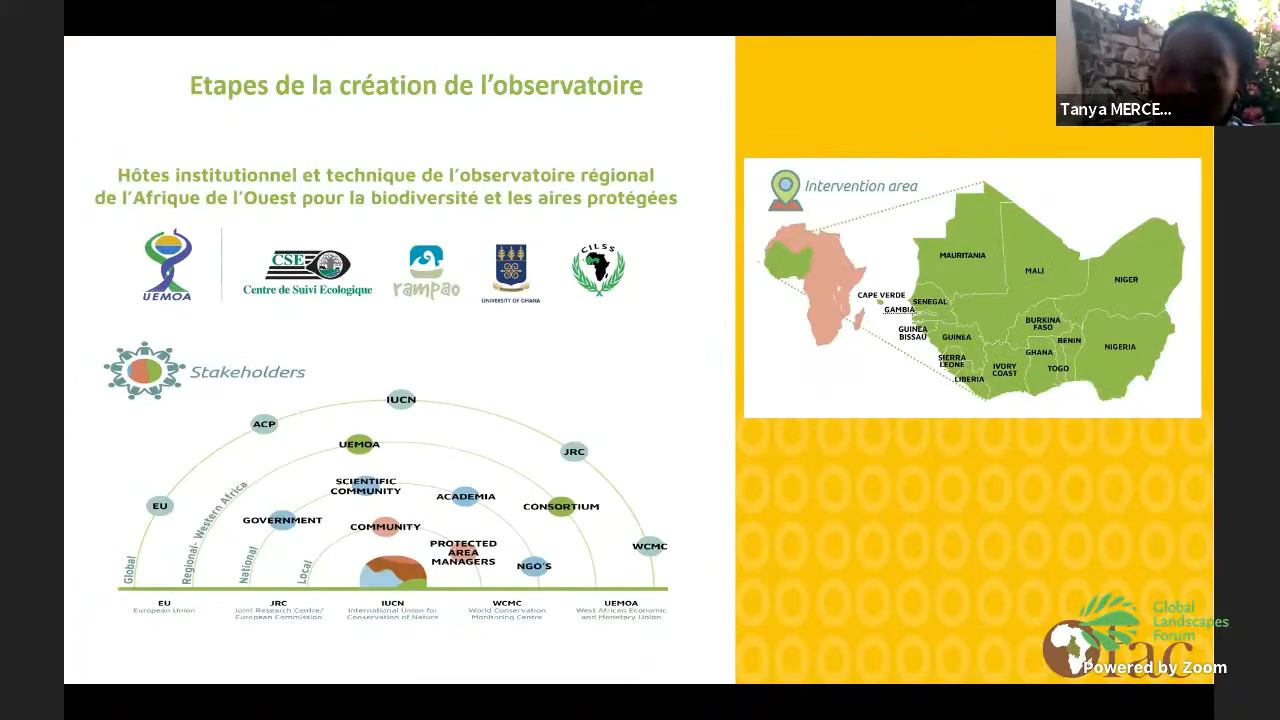 Etapes de la création de l'observatoire
Hôtes institutionnel et technique de l'observatoire régional
de l'Afrique de l'Ouest pour la biodiversité et les aires protégées
UEMOA
CSE
Centre de Suivi Ecologique
rampao
UNIVERSITY OF GHANA
CILSS
Stakeholders
IUCN
ACP
UEMOA
JRC
SCIENTIFIC
COMMUNITY
ACADEMIA
EU
CONSORTIUM
GOVERNMENT
COMMUNITY
PROTECTED
AREA
MANAGERS
WCMC
NGO'S
Global
Regional- Western Africa
National
Local
EU
European Union
JRC
Joint Research Centre/
European Commission
IUCN
International Union for
Conservation of Nature
WCMC
World Conservation
Monitoring Centre
UEMOA
West African Economic
and Monetary Union
Tanya MERCE...
Intervention area
MAURITANIA
MALI
NIGER
CAPE VERDE
SENEGAL
GAMBIA
GUINEA
BISSAU
GUINEA
BURKINA
FASO
BENIN
NIGERIA
SIERRA
LEONE
GHANA
IVORY
COAST
TOGO
LIBERIA
Global
Landscapes
Forum
Ofac
Powered by Zoom